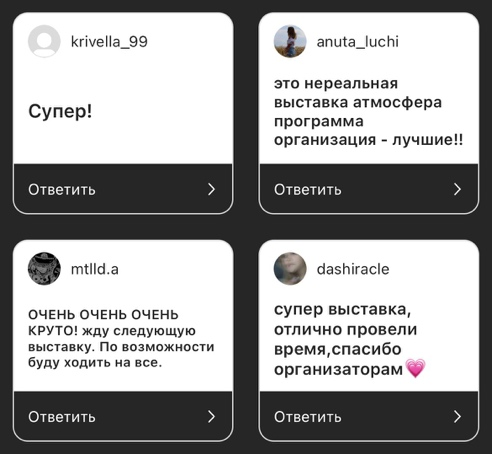 krivella_99
Супер!
Ответить
anuta_luchi
это нереальная
выставка атмосфера
программа
организация - лучшие!!
Ответить
mtlld.a
ОЧЕНЬ ОЧЕНЬ ОЧЕНЬ
КРУТО! жду следующую
выставку. По возможности
буду ходить на все.
Ответить
dashiracle
супер выставка,
отлично провели
время,спасибо
организаторам💗
Ответить